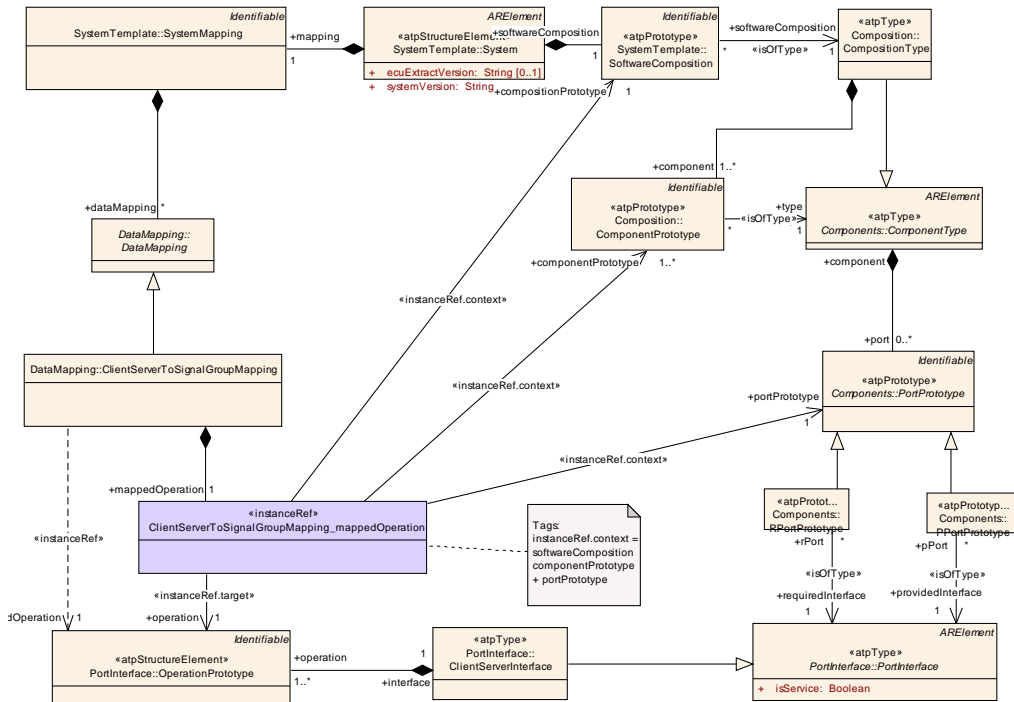 Identifiable
SystemTemplate::SystemMapping
+mapping
1
ARElement
«atpStructureElement»
SystemTemplate::System
+ ecuExtractVersion: String [0..1]
+ systemVersion: String
+softwareComposition
1
Identifiable
«atpPrototype»
SystemTemplate::
SoftwareComposition
+softwareComposition
*
«isOfType»
1
«atpType»
Composition::
CompositionType
+compositionPrototype
1
+component
1..*
Identifiable
«atpPrototype»
Composition::
ComponentPrototype
+type
«isOfType»
*
1
ARElement
«atpType»
Components::ComponentType
+dataMapping
*
DataMapping::
DataMapping
+componentPrototype
1..*
+component
«instanceRef.context»
+port
0..*
DataMapping::ClientServerToSignalGroupMapping
«instanceRef.context»
+portPrototype
1
Identifiable
«atpPrototype»
Components::PortPrototype
«instanceRef.context»
+mappedOperation
1
«instanceRef»
ClientServerToSignalGroupMapping_mappedOperation
Tags:
instanceRef.context =
softwareComposition
componentPrototype
+ portPrototype
«atpProtot...
Components::
RPortPrototype
«atpPrototyp...
Components::
PPortPrototype
+rPort
*
+pPort
*
«instanceRef»
«isOfType»
«isOfType»
«instanceRef.target»
+requiredInterface
1
+providedInterface
1
dOperation
1
+operation
1
Identifiable
«atpStructureElement»
PortInterface::OperationPrototype
+operation
1..*
1
+interface
«atpType»
PortInterface::
ClientServerInterface
ARElement
«atpType»
PortInterface::PortInterface
+ isService: Boolean